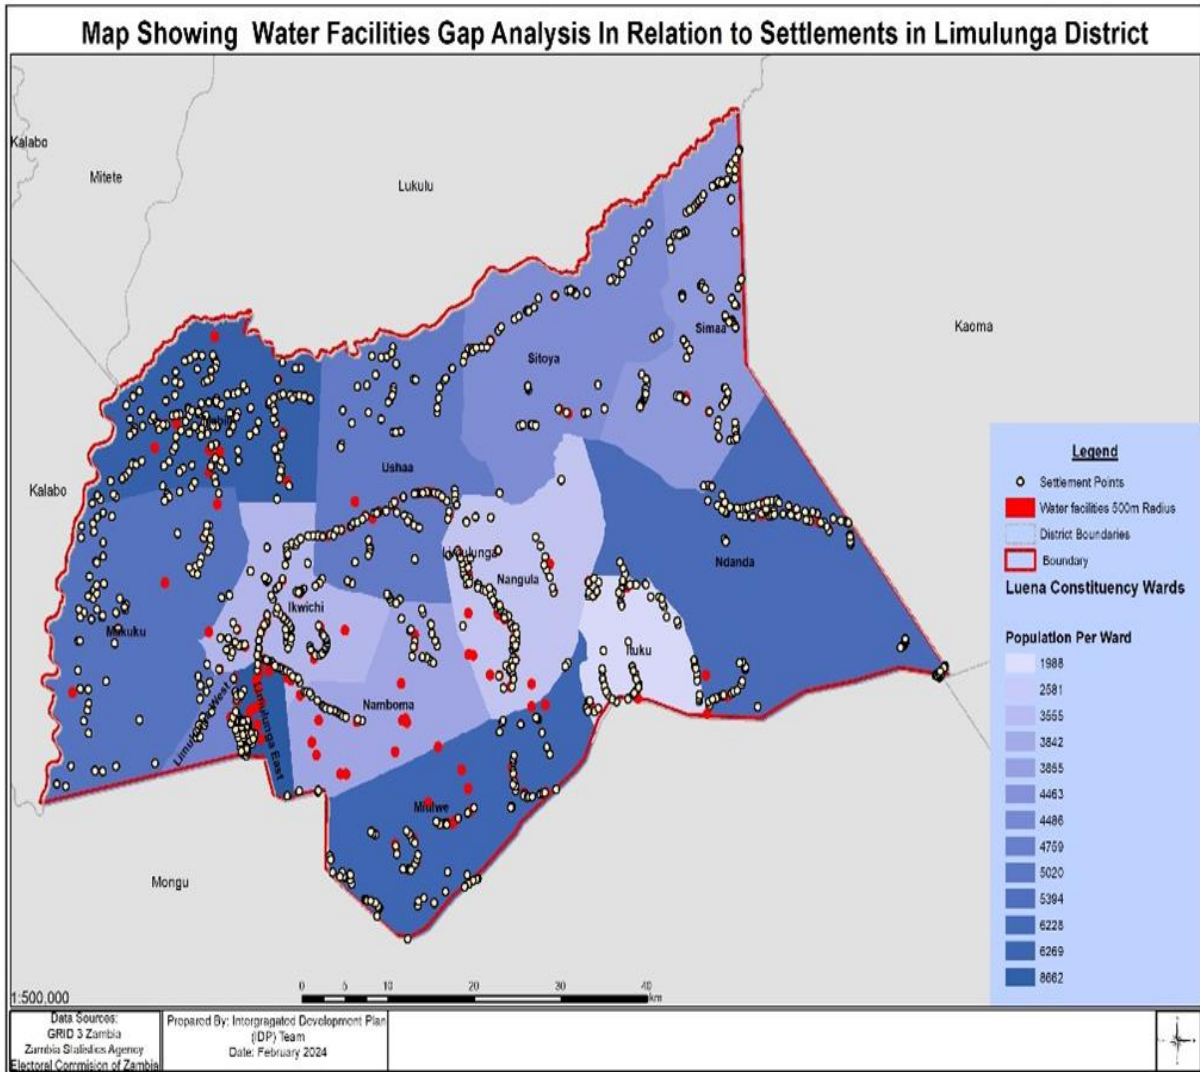 Map Showing Water Facilities Gap Analysis In Relation to Settlements in Limulunga District
Kalabo
Mitete
Lukulu
Kaoma
Simaa
Sitoya
Kalabo
Ushaa
Limulunga
Ndanda
Nangula
Ikwichi
Ituku
Makuku
Namboma
Limulunga West
Limulunga East
Mongu
Legend
Settlement Points
Water facilities 500m Radius
District Boundaries
Boundary
Luena Constituency Wards
Population Per Ward
1988
2581
3555
3842
3855
4463
4486
4759
5020
5394
6228
6269
8662
0 5 10 20 30 40
km
1:500,000
Data Sources:
GRID 3 Zambia
Zambia Statistics Agency
Electoral Commision of Zambia
Prepared By: Intergragated Development Plan
(IDP) Team
Date: February 2024